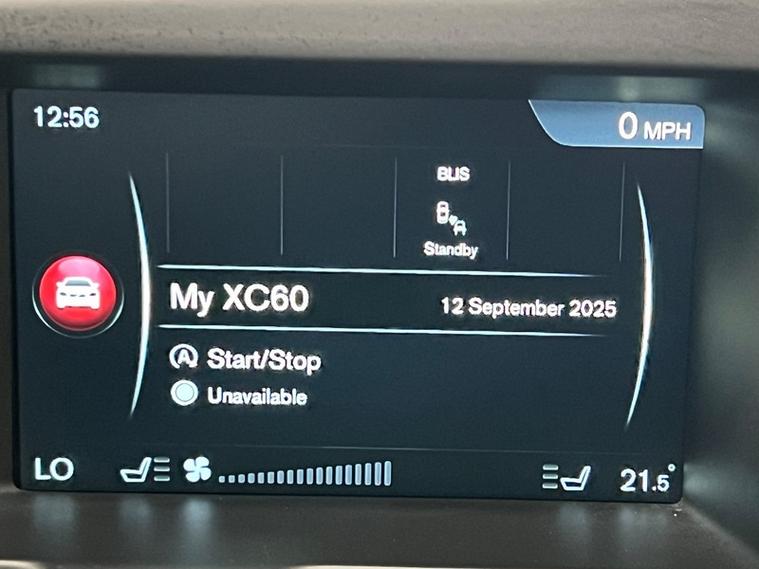 12:56
0 MPH
BLIS
Standby
My XC60
12 September 2025
A Start/Stop
Unavailable
LO
21.5°